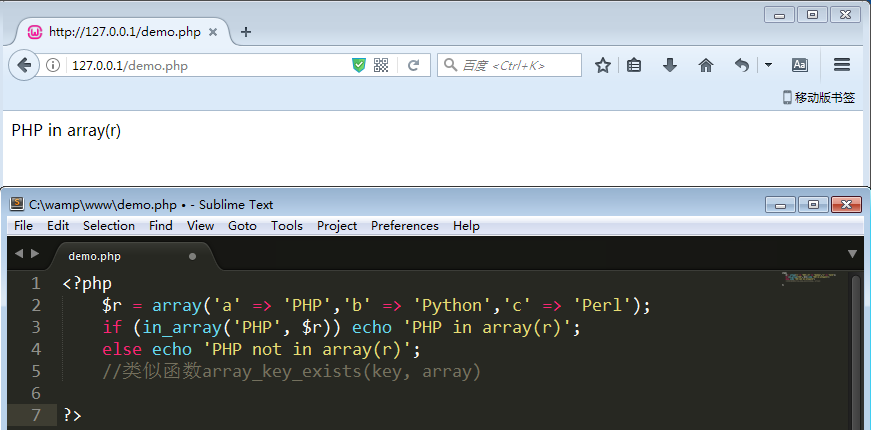 http://127.0.0.1/demo.php
127.0.0.1/demo.php
百度 <Ctrl+K>
移动版书签
PHP in array(r)
C:\wamp\www\demo.php • - Sublime Text
File Edit Selection Find View Goto Tools Project Preferences Help
demo.php
1 <?php
2 $r = array('a' => 'PHP','b' => 'Python','c' => 'Perl');
3 if (in_array('PHP', $r)) echo 'PHP in array(r)';
4 else echo 'PHP not in array(r)';
5 //类似函数array_key_exists(key, array)
6
7 ?>